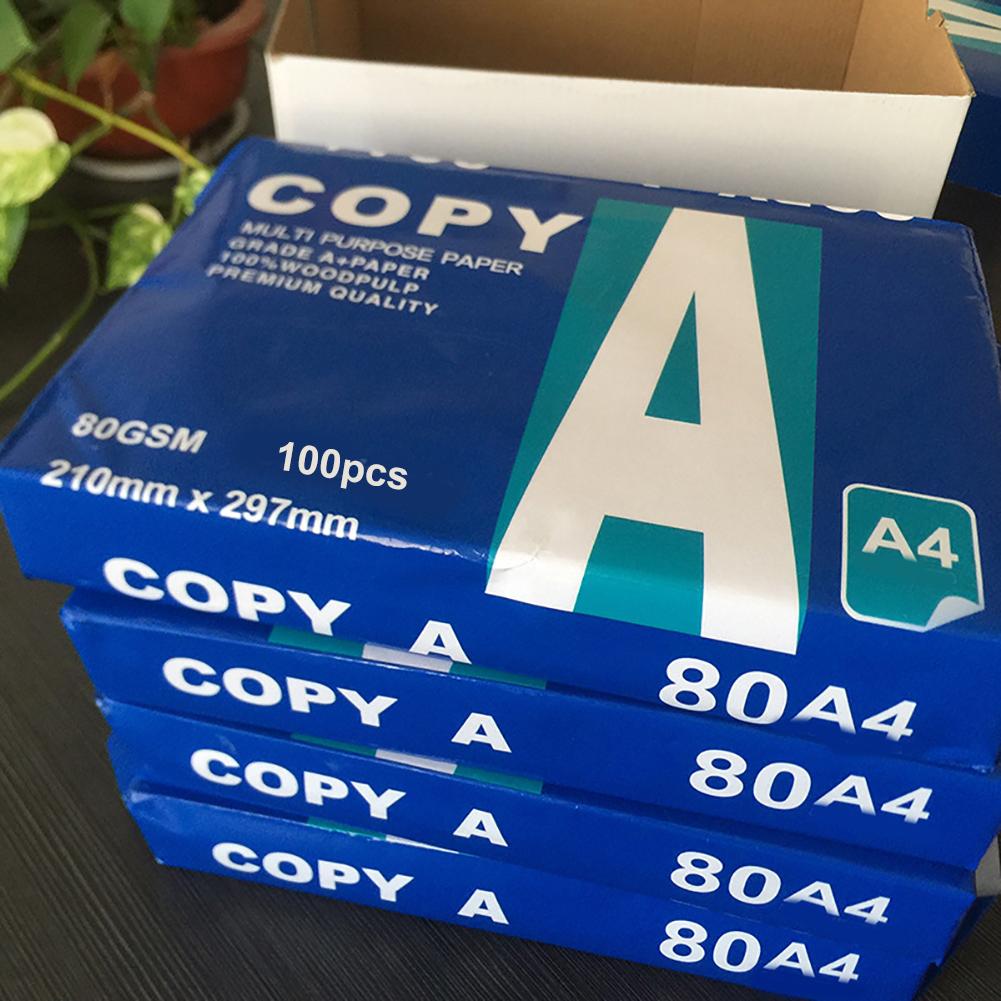 COPY
MULTI PURPOSE PAPER
GRADE A+PAPER
100%WOODPULP
PREMIUM QUALITY
A
80GSM
100pcs
210mm x 297mm
A4
COPY A 80A4
COPY A 80A4
COPY A 80A4
COPY A 80A4